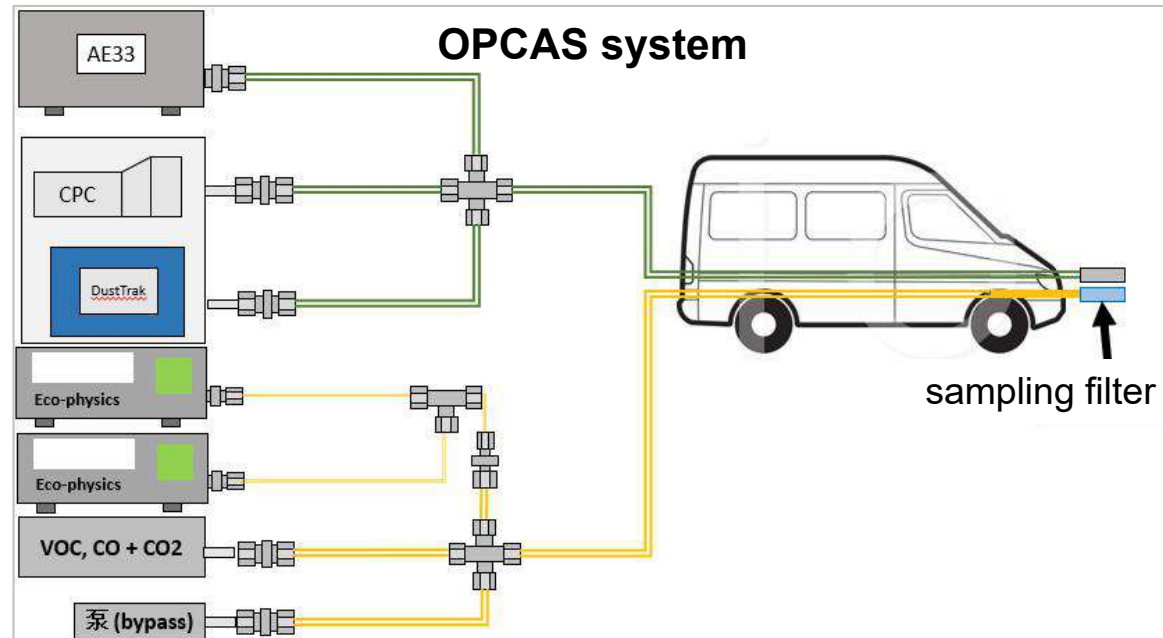 OPCAS system
AE33
CPC
DustTrak
Eco-physics
Eco-physics
VOC, CO + CO2
泵 (bypass)
sampling filter